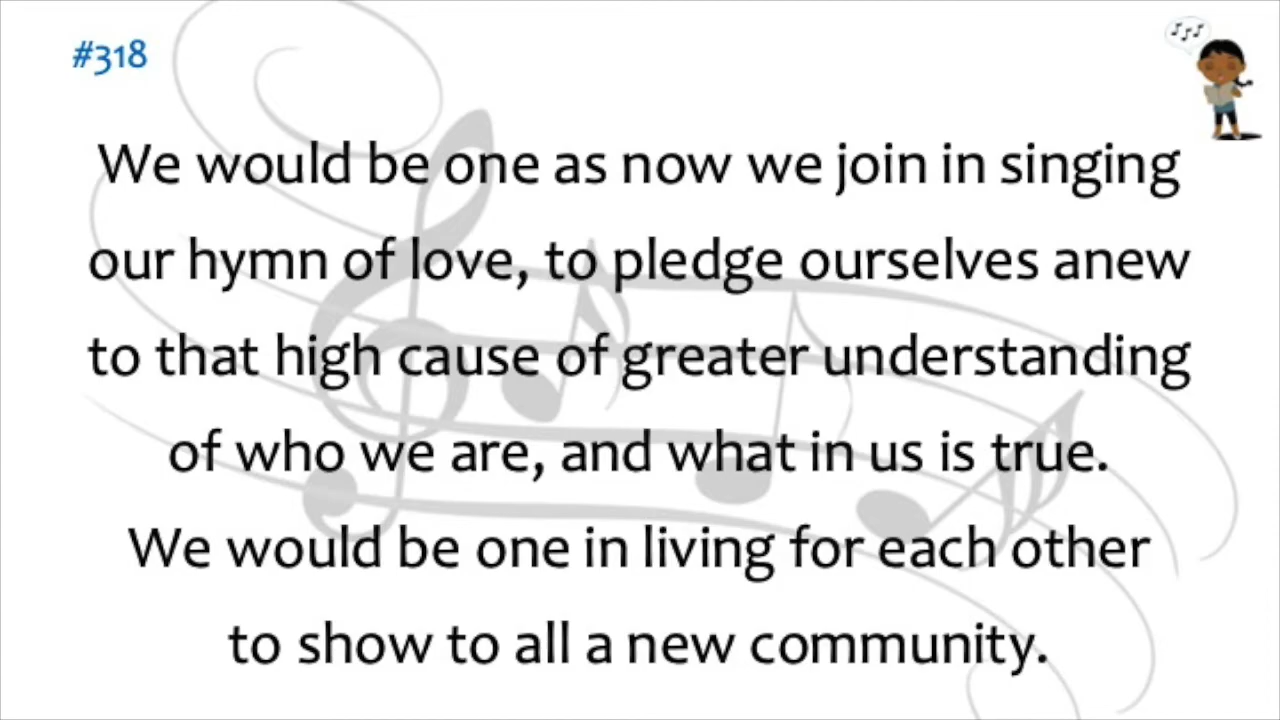 #318
We would be one as now we join in singing
our hymn of love, to pledge ourselves anew
to that high cause of greater understanding
of who we are, and what in us is true.
We would be one in living for each other
to show to all a new community.